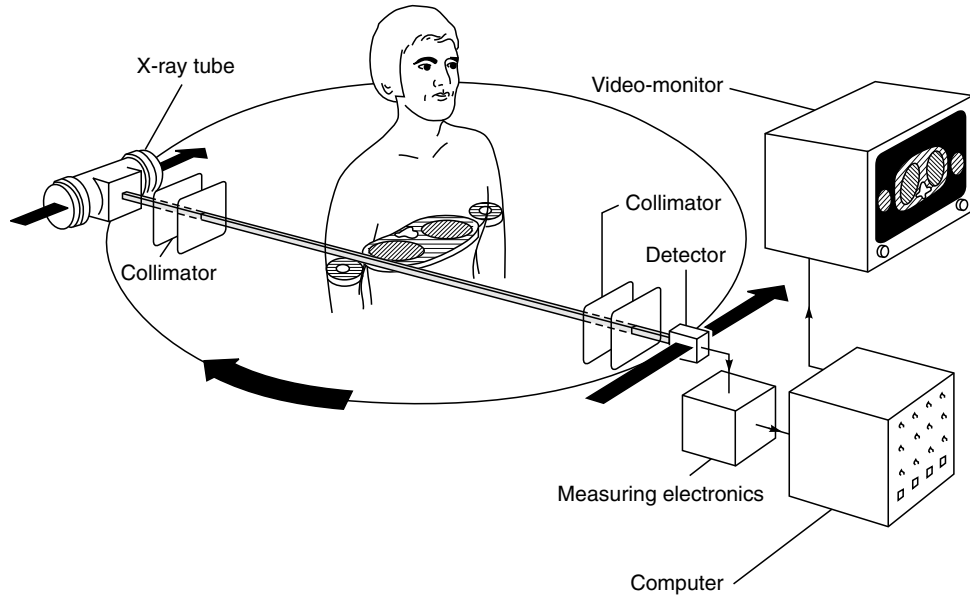 X-ray tube
Video-monitor
Collimator
Detector
Collimator
Measuring electronics
Computer